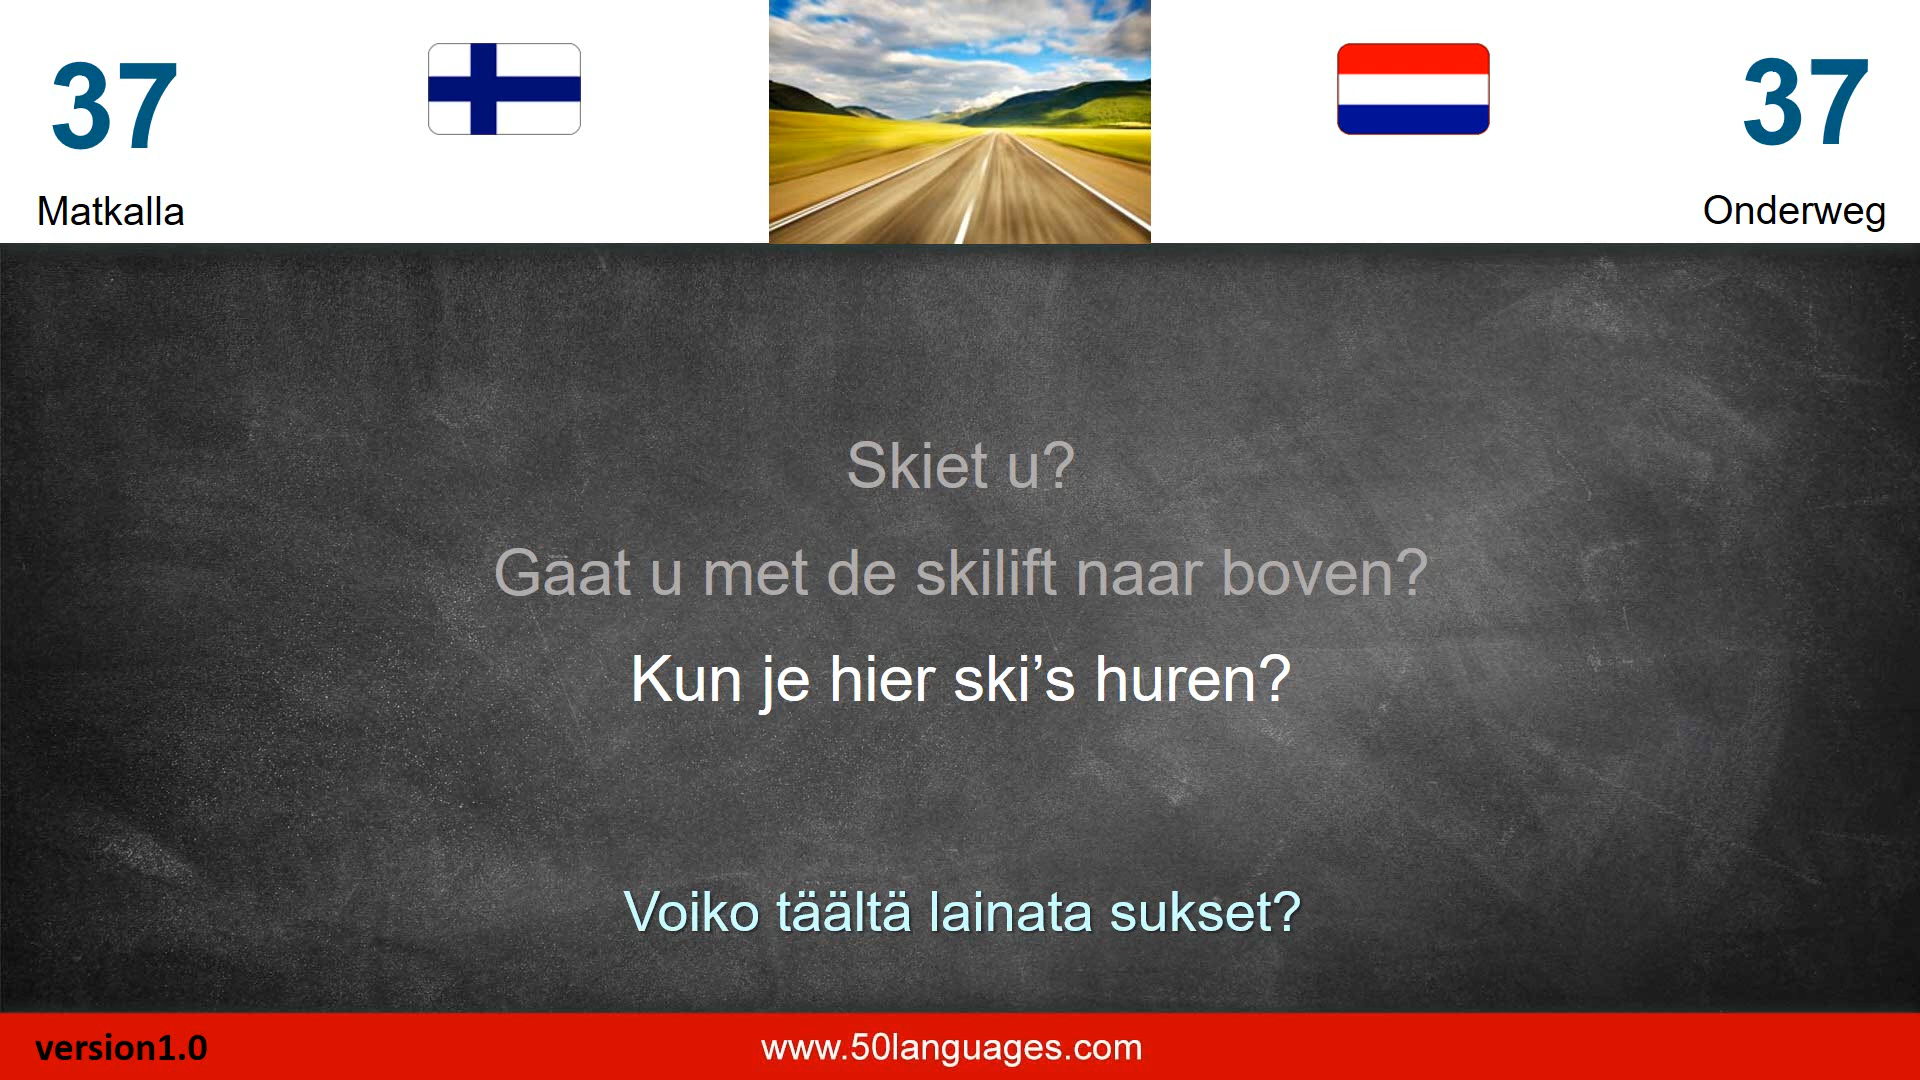 37
37
Matkalla
Onderweg
Skiet u?
Gaat u met de skilift naar boven?
Kun je hier ski’s huren?
Voiko täältä lainata sukset?
version1.0
www.50languages.com